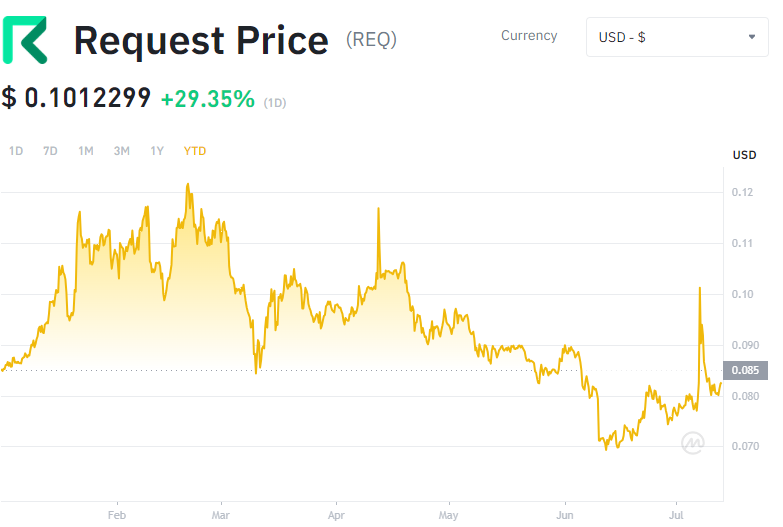 Request Price (REQ)
Currency
USD - $
$ 0.1012299 +29.35% (1D)
1D 7D 1M 3M 1Y YTD
USD
0.12
0.11
0.10
0.090
0.085
0.080
0.070
Feb Mar Apr May Jun Jul